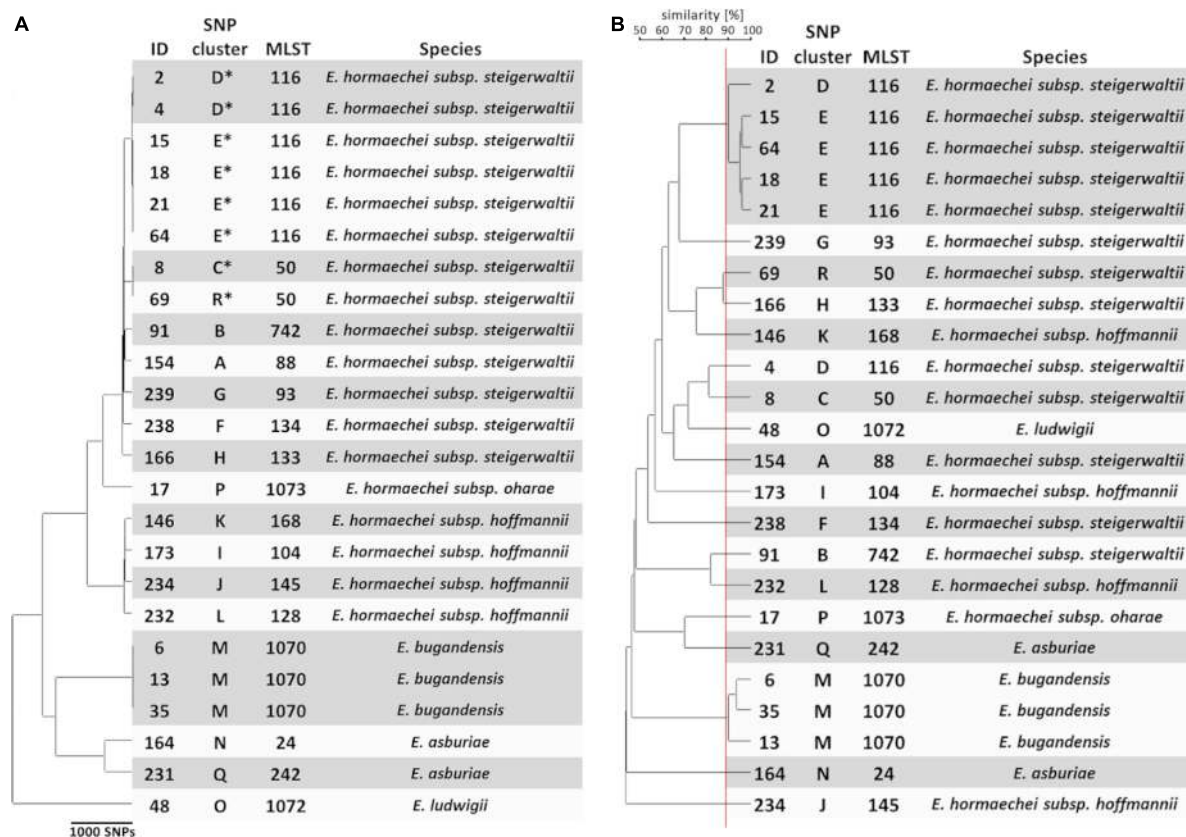 A
SNP
ID cluster MLST Species
2 D* 116 E. hormaechei subsp. steigerwaltii
4 D* 116 E. hormaechei subsp. steigerwaltii
15 E* 116 E. hormaechei subsp. steigerwaltii
18 E* 116 E. hormaechei subsp. steigerwaltii
21 E* 116 E. hormaechei subsp. steigerwaltii
64 E* 116 E. hormaechei subsp. steigerwaltii
8 C* 50 E. hormaechei subsp. steigerwaltii
69 R* 50 E. hormaechei subsp. steigerwaltii
91 B 742 E. hormaechei subsp. steigerwaltii
154 A 88 E. hormaechei subsp. steigerwaltii
239 G 93 E. hormaechei subsp. steigerwaltii
238 F 134 E. hormaechei subsp. steigerwaltii
166 H 133 E. hormaechei subsp. steigerwaltii
17 P 1073 E. hormaechei subsp. oharae
146 K 168 E. hormaechei subsp. hoffmannii
173 I 104 E. hormaechei subsp. hoffmannii
234 J 145 E. hormaechei subsp. hoffmannii
232 L 128 E. hormaechei subsp. hoffmannii
6 M 1070 E. bugandensis
13 M 1070 E. bugandensis
35 M 1070 E. bugandensis
164 N 24 E. asburiae
231 Q 242 E. asburiae
48 O 1072 E. ludwigii
1000 SNPs
B
similarity [%]
50 60 70 80 90 100
SNP
ID cluster MLST Species
2 D 116 E. hormaechei subsp. steigerwaltii
15 E 116 E. hormaechei subsp. steigerwaltii
64 E 116 E. hormaechei subsp. steigerwaltii
18 E 116 E. hormaechei subsp. steigerwaltii
21 E 116 E. hormaechei subsp. steigerwaltii
239 G 93 E. hormaechei subsp. steigerwaltii
69 R 50 E. hormaechei subsp. steigerwaltii
166 H 133 E. hormaechei subsp. steigerwaltii
146 K 168 E. hormaechei subsp. hoffmannii
4 D 116 E. hormaechei subsp. steigerwaltii
8 C 50 E. hormaechei subsp. steigerwaltii
48 O 1072 E. ludwigii
154 A 88 E. hormaechei subsp. steigerwaltii
173 I 104 E. hormaechei subsp. hoffmannii
238 F 134 E. hormaechei subsp. steigerwaltii
91 B 742 E. hormaechei subsp. steigerwaltii
232 L 128 E. hormaechei subsp. hoffmannii
17 P 1073 E. hormaechei subsp. oharae
231 Q 242 E. asburiae
6 M 1070 E. bugandensis
35 M 1070 E. bugandensis
13 M 1070 E. bugandensis
164 N 24 E. asburiae
234 J 145 E. hormaechei subsp. hoffmannii